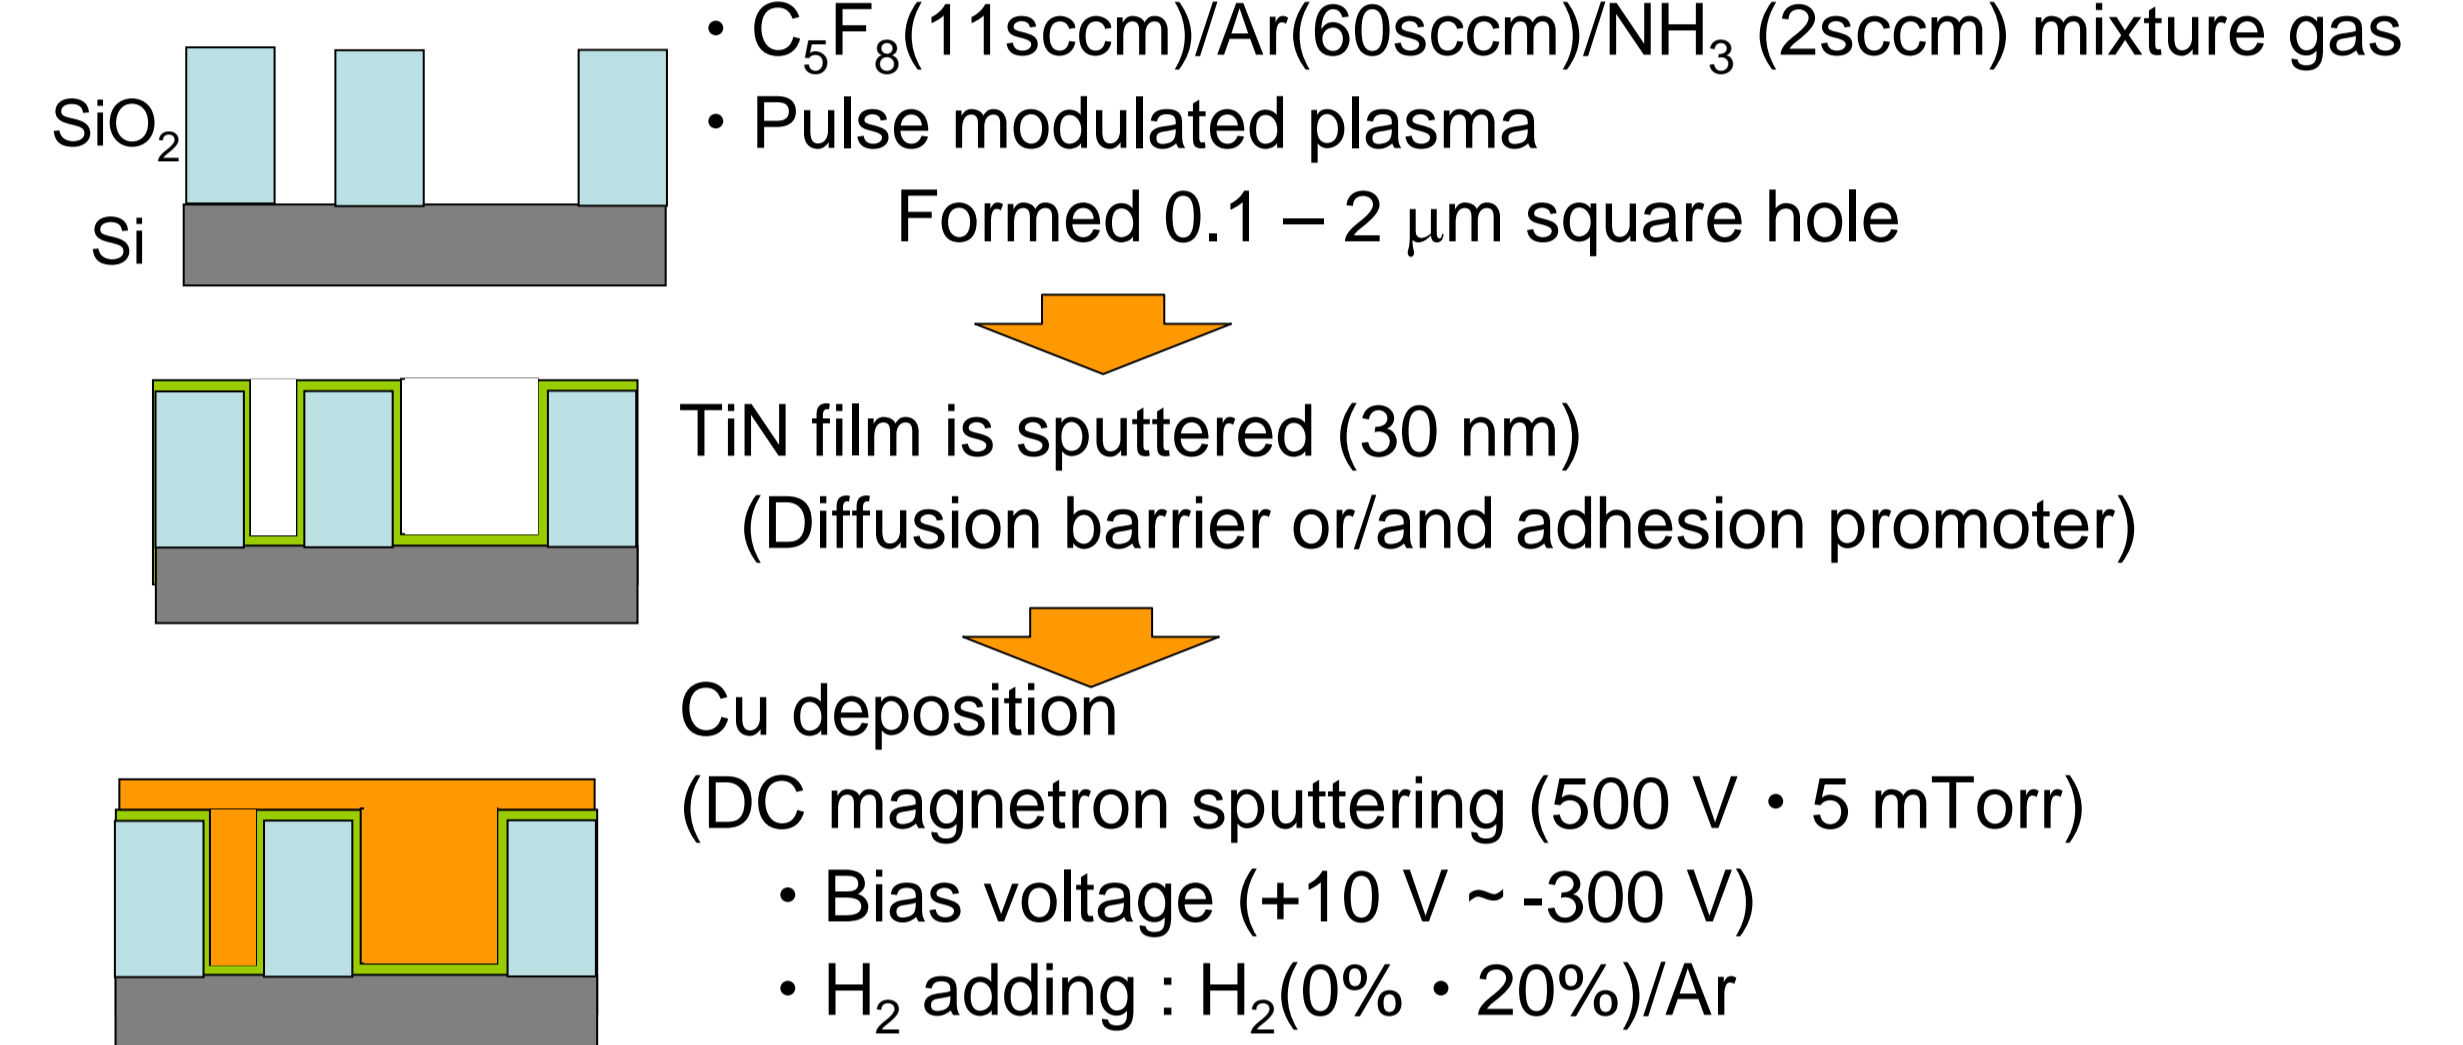 ・C5F8(11sccm)/Ar(60sccm)/NH3 (2sccm) mixture gas
SiO2
・Pulse modulated plasma
Formed 0.1 – 2 μm square hole
Si
TiN film is sputtered (30 nm)
(Diffusion barrier or/and adhesion promoter)
Cu deposition
(DC magnetron sputtering (500 V・5 mTorr)
・Bias voltage (+10 V ~ -300 V)
・H2 adding : H2(0%・20%)/Ar